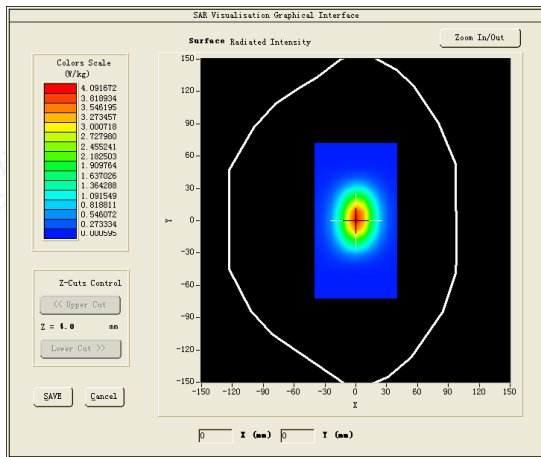 SAR Visualisation Graphical Interface
Surface Radiated Intensity
Zoom In/Out
Colors Scale
(W/kg)
4.091672
3.818934
3.546195
3.273457
3.000718
2.727980
2.455241
2.182503
1.909764
1.637026
1.364288
1.091549
0.818811
0.546072
0.273334
0.000595
150
120
90
60
30
0
-30
-60
-90
-120
-150
Y
-150 -120 -90 -60 -30 0 30 60 90 120 150
X
Z-Cuts Control
<< Upper Cut
Z = 4.0 mm
Lower Cut >>
SAVE
Cancel
0 X (mm) 0 Y (mm)